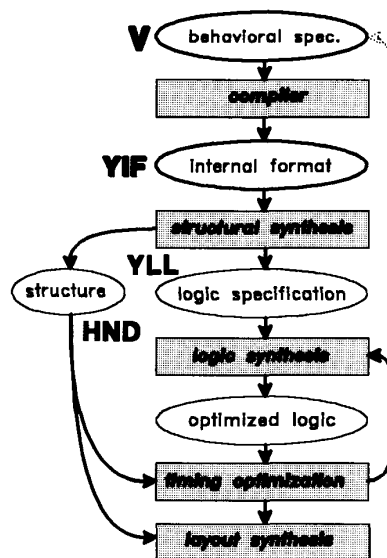 V
behavioral spec.
compiler
YIF
internal format
structural synthesis
YLL
structure
logic specification
HND
logic synthesis
optimized logic
timing optimization
layout synthesis